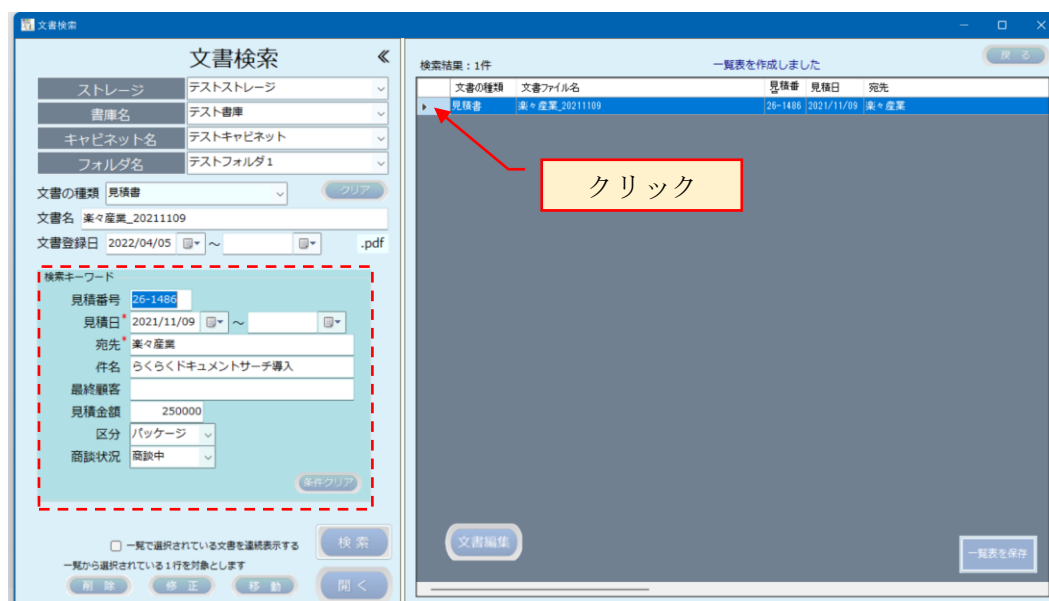 文書検索
文書検索
≪
ストレージ テストストレージ
書庫名 テスト書庫
キャビネット名 テストキャビネット
フォルダ名 テストフォルダ1
文書の種類 見積書 クリア
文書名 楽々産業_20211109
文書登録日 2022/04/05 ～ .pdf
検索キーワード
見積番号 26-1486
見積日* 2021/11/09 ～
宛先* 楽々産業
件名 らくらくドキュメントサーチ導入
最終顧客
見積金額 250000
区分 パッケージ
商談状況 商談中
条件クリア
一覧で選択されている文書を連続表示する 検索
一覧から選択されている1行を対象とします
削除 修正 移動 開く
検索結果：1件 一覧表を作成しました 戻る
文書の種類 文書ファイル名 見積番 見積日 宛先
見積書 楽々産業_20211109 26-1486 2021/11/09 楽々産業
クリック
文書編集
一覧表を保存